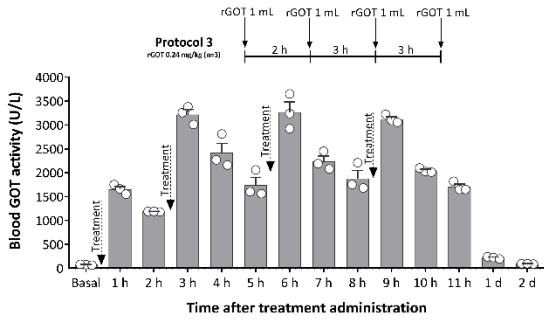 rGOT 1 mL rGOT 1 mL rGOT 1 mL rGOT 1 mL
Protocol 3
rGOT 0.24 mg/kg (n=3)
2 h 3 h 3 h
Blood GOT activity (U/L)
4000
3500
3000
2500
2000
1500
1000
500
0
Treatment
Treatment
Treatment
Treatment
Basal 1 h 2 h 3 h 4 h 5 h 6 h 7 h 8 h 9 h 10 h 11 h 1 d 2 d
Time after treatment administration